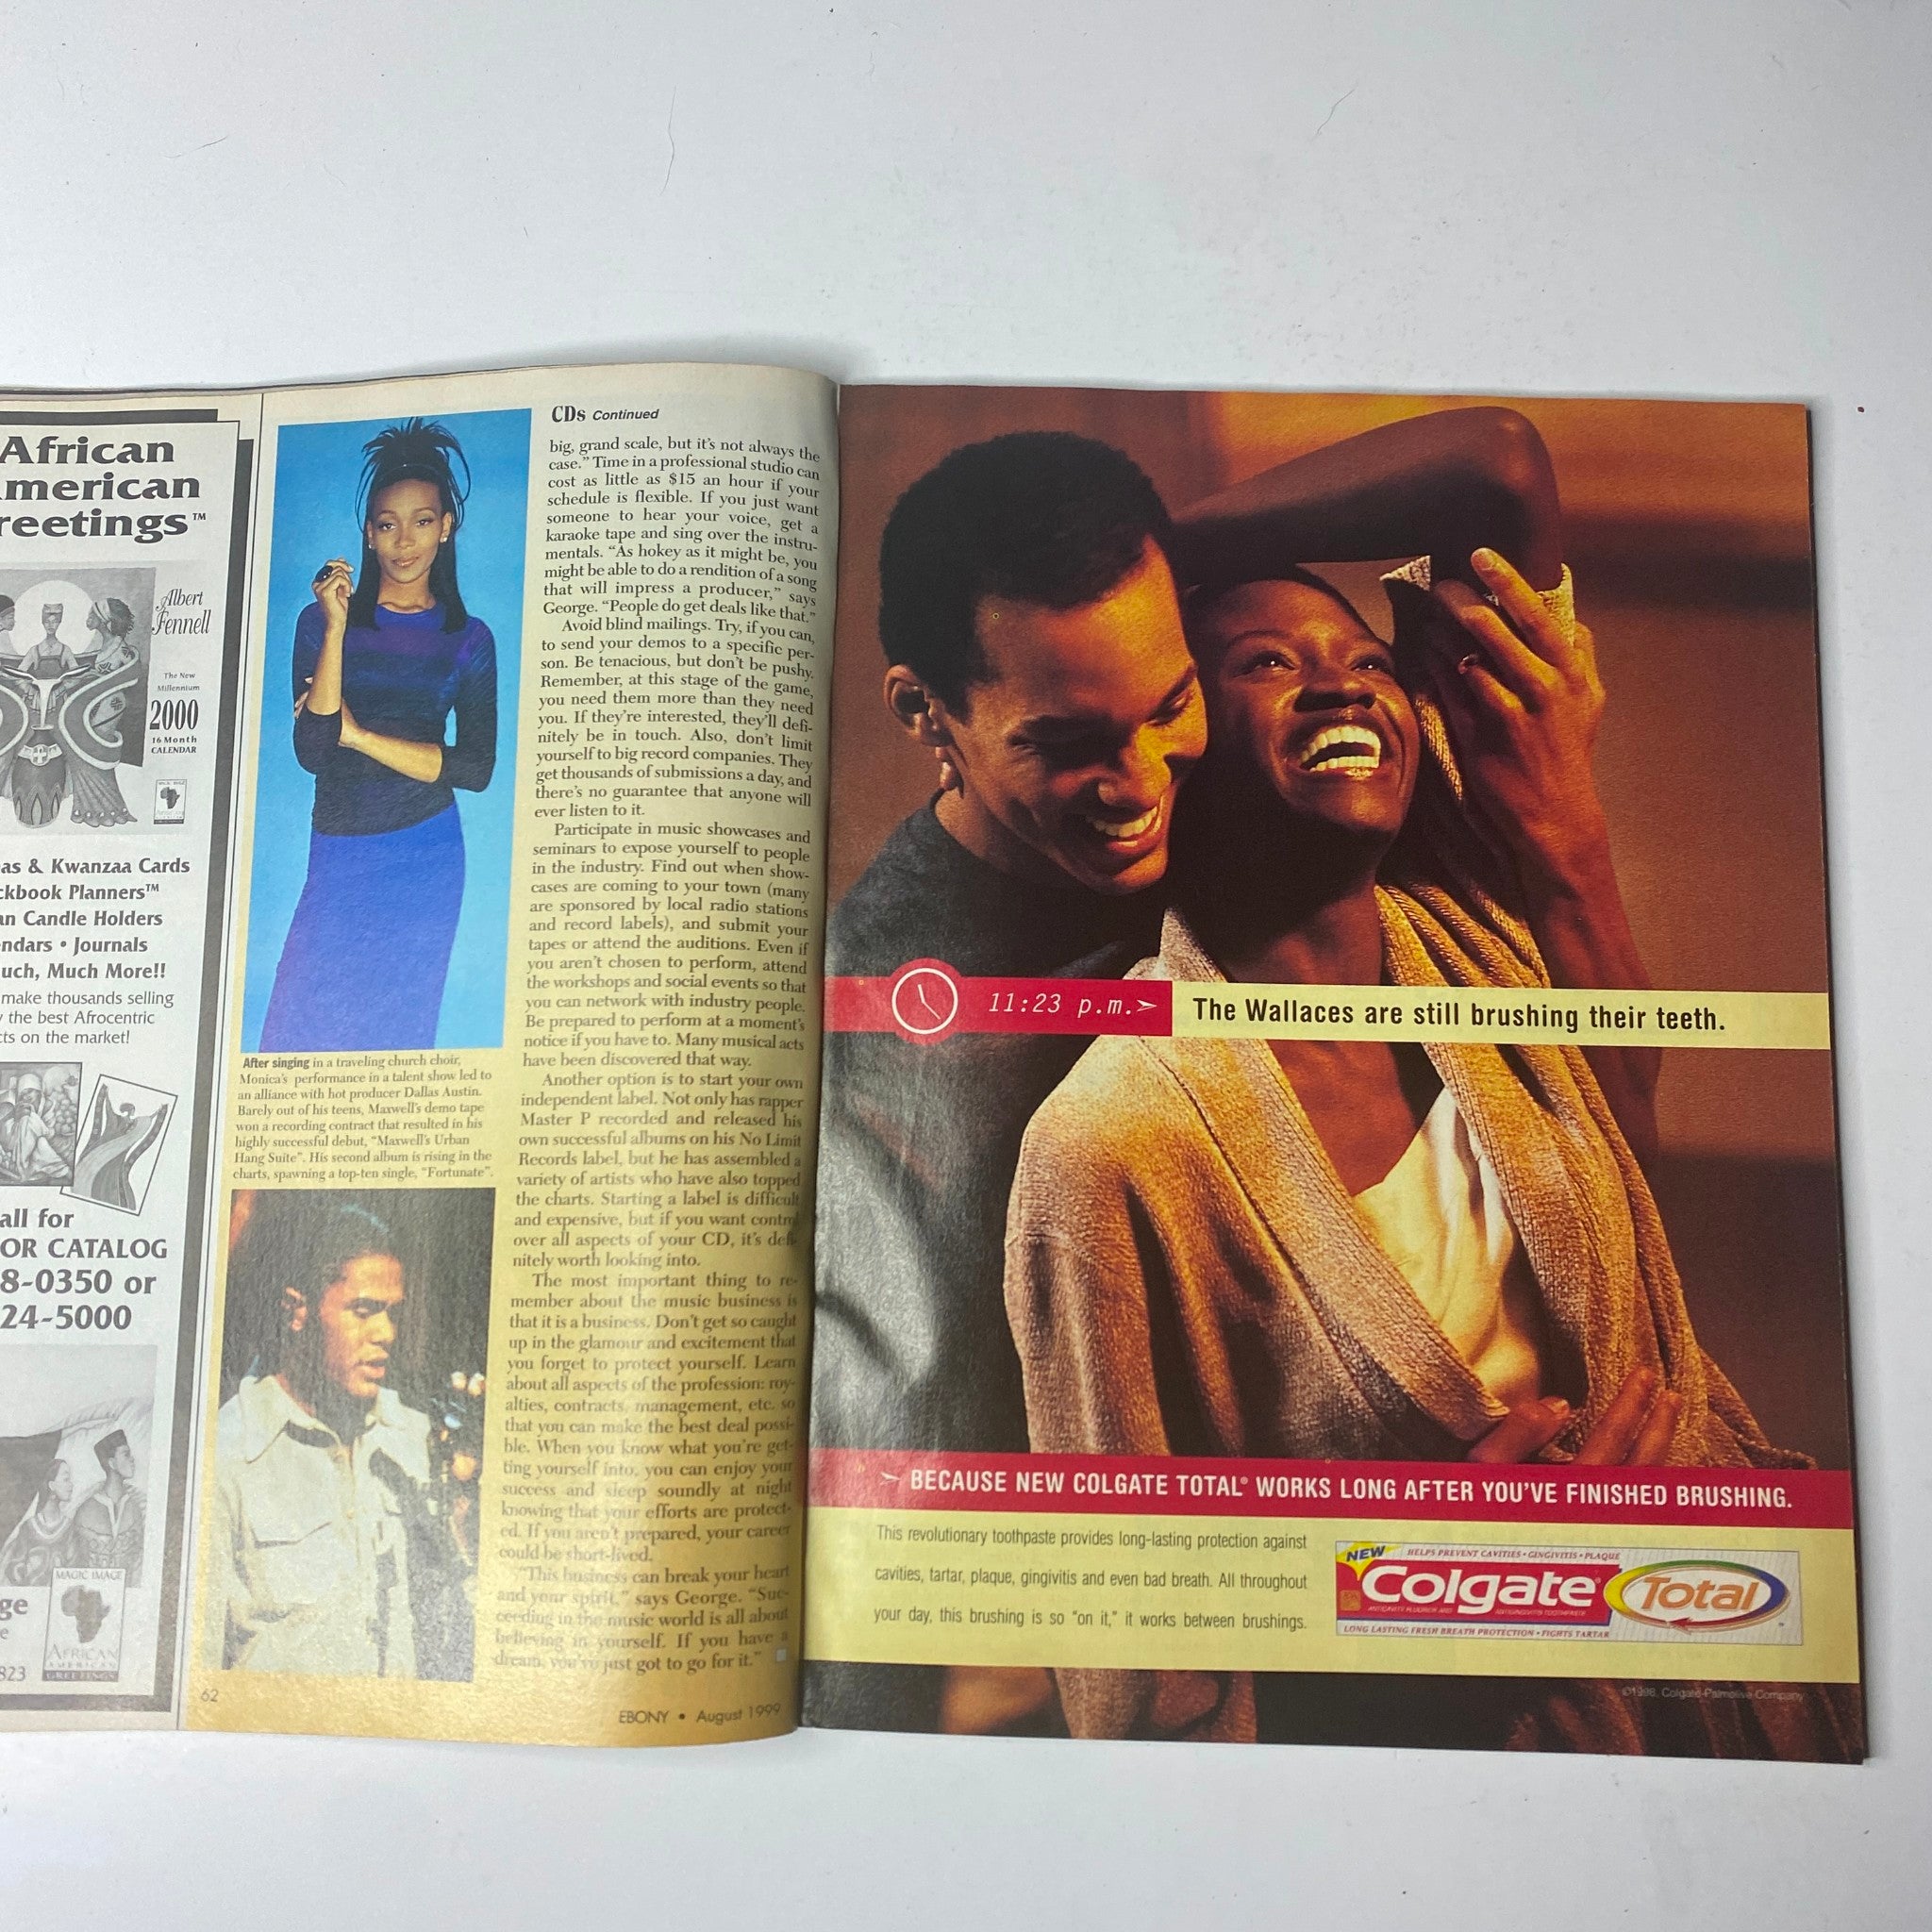 African
merican
reetings™
Albert
Fennell
The New
Millennium
2000
16 Month
CALENDAR
as & Kwanzaa Cards
ckbook Planners™
an Candle Holders
ndars • Journals
uch, Much More!!
make thousands selling
y the best Afrocentric
cts on the market!
all for
OR CATALOG
8-0350 or
24-5000
MAGIC IMAGE
ge
e
AFRICAN
AMERICAN
GREETINGS
823
After singing in a traveling church choir,
Monica's performance in a talent show led to
an alliance with hot producer Dallas Austin.
Barely out of his teens, Maxwell's demo tape
won a recording contract that resulted in his
highly successful debut, “Maxwell's Urban
Hang Suite”. His second album is rising in the
charts, spawning a top-ten single, “Fortunate”.
62
CDs Continued
big, grand scale, but it's not always the
case.” Time in a professional studio can
cost as little as $15 an hour if your
schedule is flexible. If you just want
someone to hear your voice, get a
karaoke tape and sing over the instru-
mentals. “As hokey as it might be, you
might be able to do a rendition of a song
that will impress a producer,” says
George. “People do get deals like that.”
Avoid blind mailings. Try, if you can,
to send your demos to a specific per-
son. Be tenacious, but don't be pushy.
Remember, at this stage of the game,
you need them more than they need
you. If they're interested, they'll defi-
nitely be in touch. Also, don't limit
yourself to big record companies. They
get thousands of submissions a day, and
there's no guarantee that anyone will
ever listen to it.
Participate in music showcases and
seminars to expose yourself to people
in the industry. Find out when show-
cases are coming to your town (many
are sponsored by local radio stations
and record labels), and submit your
tapes or attend the auditions. Even if
you aren't chosen to perform, attend
the workshops and social events so that
you can network with industry people.
Be prepared to perform at a moment's
notice if you have to. Many musical acts
have been discovered that way.
Another option is to start your own
independent label. Not only has rapper
Master P recorded and released his
own successful albums on his No Limit
Records label, but he has assembled a
variety of artists who have also topped
the charts. Starting a label is difficult
and expensive, but if you want control
over all aspects of your CD, it's defi-
nitely worth looking into.
The most important thing to re-
member about the music business is
that it is a business. Don't get so caught
up in the glamour and excitement that
you forget to protect yourself. Learn
about all aspects of the profession: roy-
alties, contracts, management, etc. so
that you can make the best deal possi-
ble. When you know what you're get-
ting yourself into, you can enjoy your
success and sleep soundly at night
knowing that your efforts are protect-
ed. If you aren't prepared, your career
could be short-lived.
“This business can break your heart
and your spirit,” says George. “Suc-
ceeding in the music world is all about
believing in yourself. If you have a
dream, you've just got to go for it.”
EBONY • August 1999
11:23 p.m.
The Wallaces are still brushing their teeth.
BECAUSE NEW COLGATE TOTAL® WORKS LONG AFTER YOU'VE FINISHED BRUSHING.
This revolutionary toothpaste provides long-lasting protection against
cavities, tartar, plaque, gingivitis and even bad breath. All throughout
your day, this brushing is so “on it,” it works between brushings.
NEW
HELPS PREVENT CAVITIES • GINGIVITIS • PLAQUE
Colgate® Total™
LONG LASTING FRESH BREATH PROTECTION • FIGHTS TARTAR
©1998, Colgate-Palmolive Company